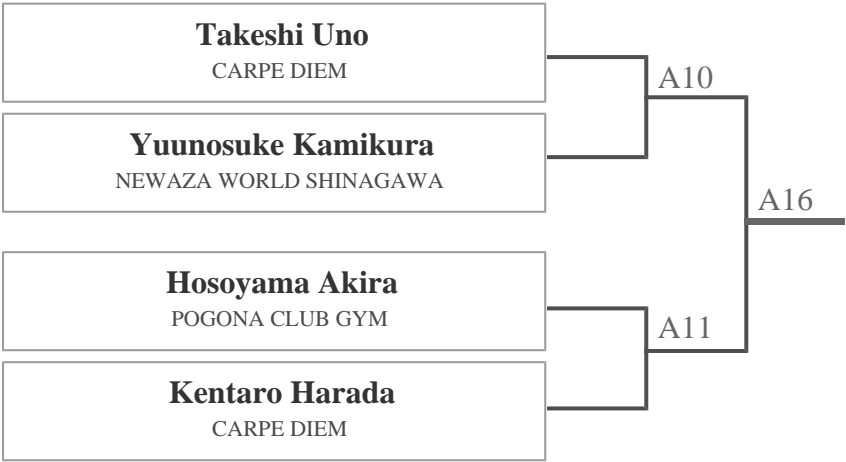 Takeshi Uno
CARPE DIEM
A10
Yuunosuke Kamikura
NEWAZA WORLD SHINAGAWA
A16
Hosoyama Akira
POGONA CLUB GYM
A11
Kentaro Harada
CARPE DIEM